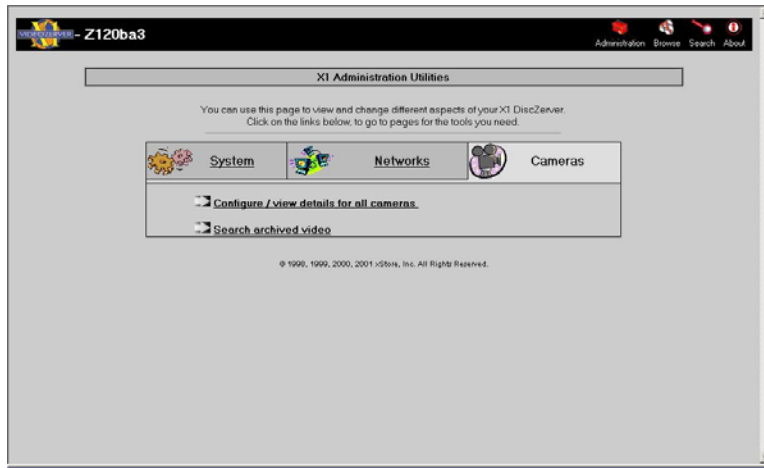 VIDEOZERVER - Z120ba3
Administration Browse Search About
X1 Administration Utilities
You can use this page to view and change different aspects of your X1 DiscZerver.
Click on the links below, to go to pages for the tools you need.
System Networks Cameras
Configure / view details for all cameras.
Search archived video
© 1998, 1999, 2000, 2001 xStore, Inc. All Rights Reserved.